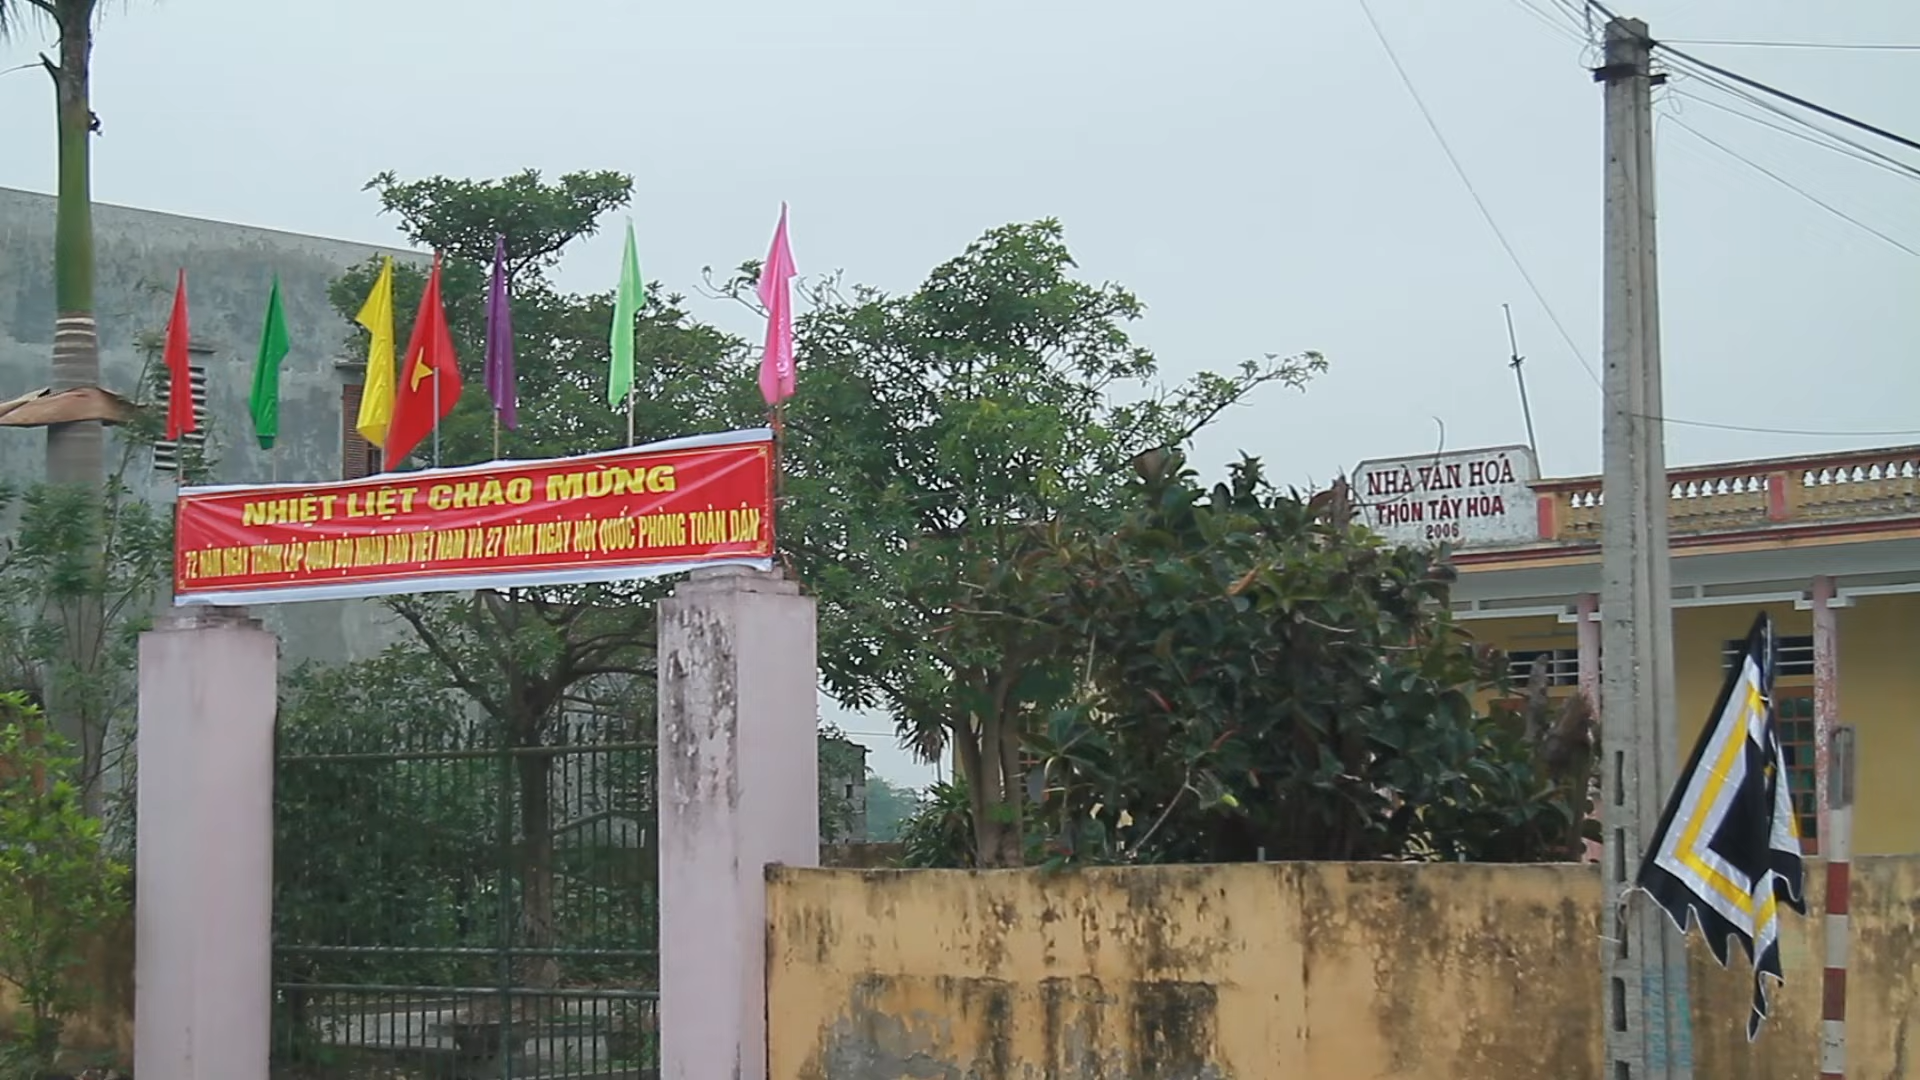 NHIỆT LIỆT CHÀO MỪNG
72 NĂM NGÀY THÀNH LẬP QUÂN ĐỘI NHÂN DÂN VIỆT NAM VÀ 27 NĂM NGÀY HỘI QUỐC PHÒNG TOÀN DÂN
NHÀ VĂN HOÁ
THÔN TÂY HÒA
2006